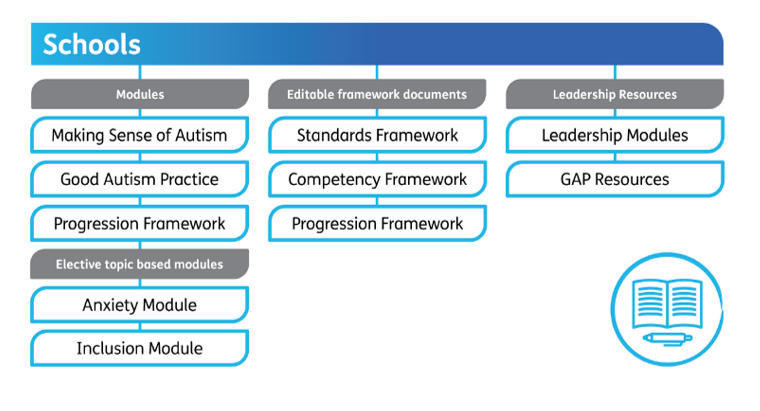 Schools
Modules
Making Sense of Autism
Good Autism Practice
Progression Framework
Elective topic based modules
Anxiety Module
Inclusion Module
Editable framework documents
Standards Framework
Competency Framework
Progression Framework
Leadership Resources
Leadership Modules
GAP Resources